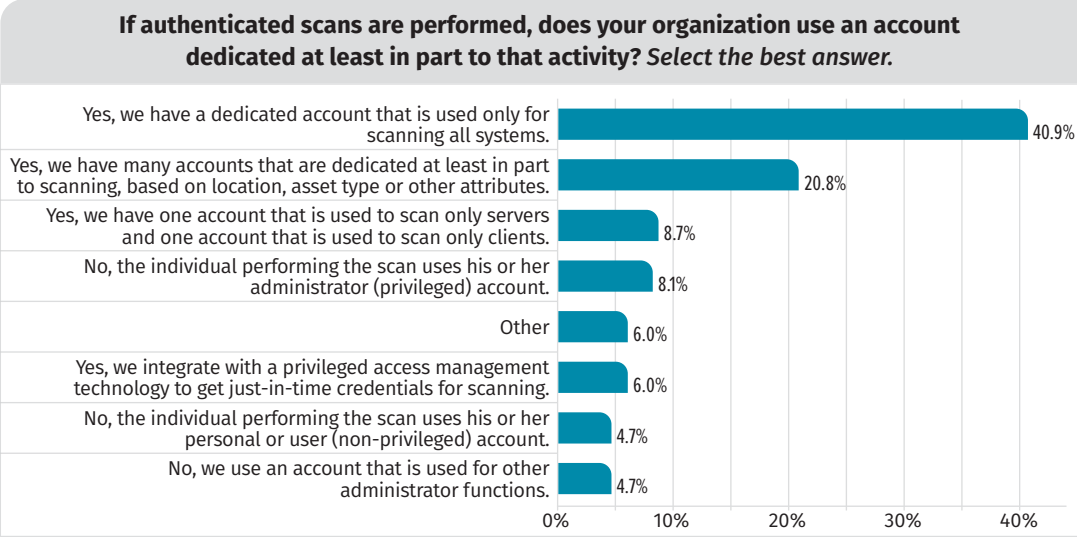 If authenticated scans are performed, does your organization use an account
dedicated at least in part to that activity? Select the best answer.
Yes, we have a dedicated account that is used only for
scanning all systems.
40.9%
Yes, we have many accounts that are dedicated at least in part
to scanning, based on location, asset type or other attributes.
20.8%
Yes, we have one account that is used to scan only servers
and one account that is used to scan only clients.
8.7%
No, the individual performing the scan uses his or her
administrator (privileged) account.
8.1%
Other
6.0%
Yes, we integrate with a privileged access management
technology to get just-in-time credentials for scanning.
6.0%
No, the individual performing the scan uses his or her
personal or user (non-privileged) account.
4.7%
No, we use an account that is used for other
administrator functions.
4.7%
0% 10% 20% 30% 40%